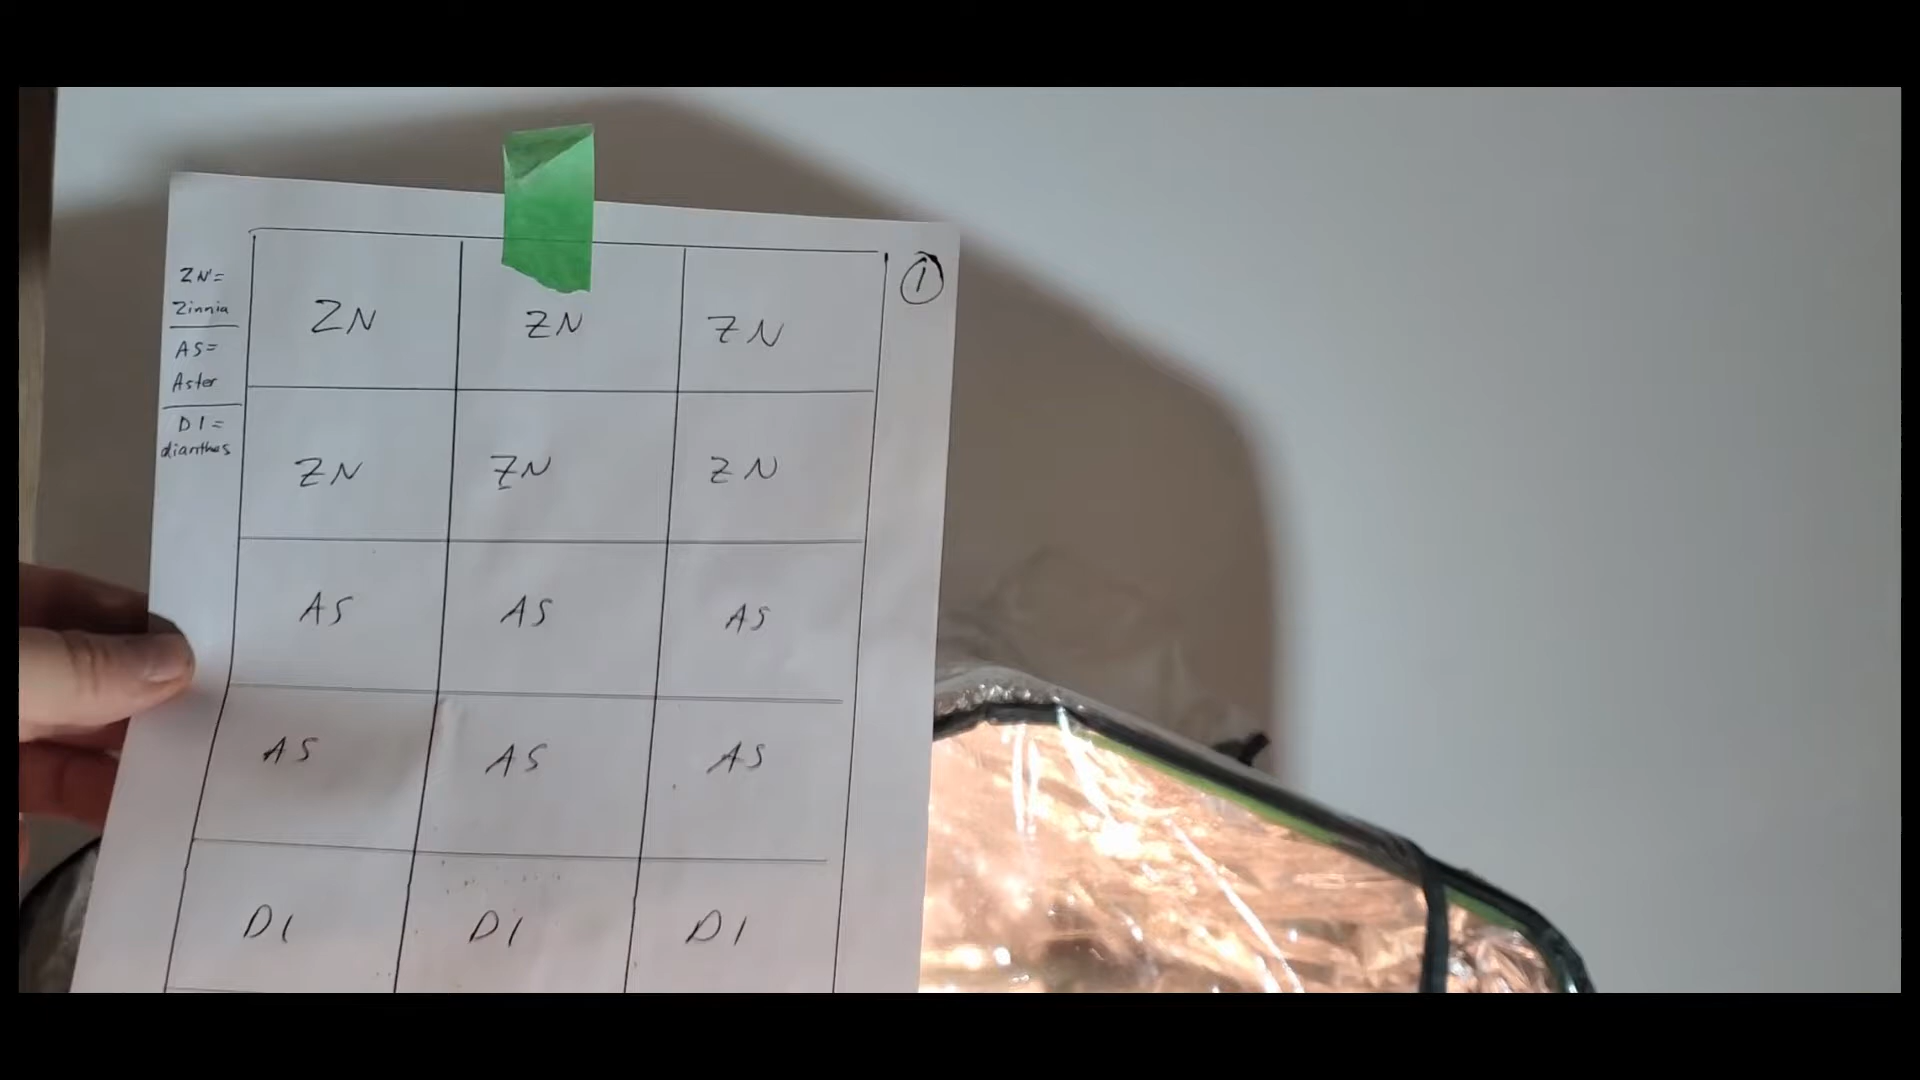 ZN=
Zinnia
AS=
Aster
DI=
dianthus
①
ZN ZN ZN
ZN ZN ZN
AS AS AS
AS AS AS
DI DI DI